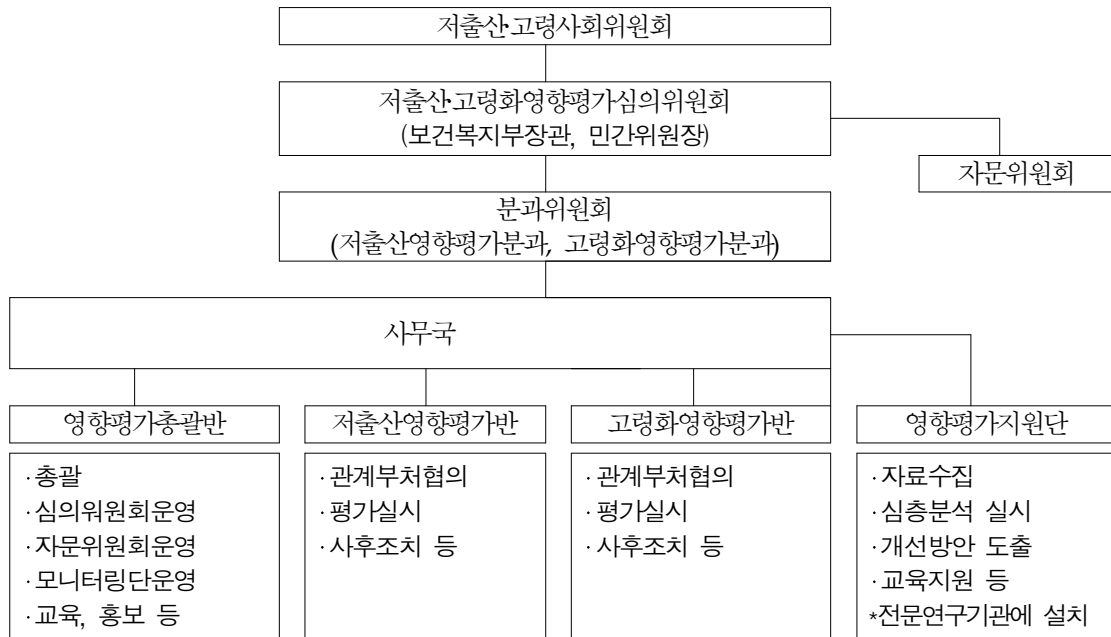 저출산·고령사회위원회
저출산·고령화영향평가심의위원회
(보건복지부장관, 민간위원장)
자문위원회
분과위원회
(저출산영향평가분과, 고령화영향평가분과)
사무국
영향평가총괄반
·총괄
·심의워원회운영
·자문위원회운영
·모니터링단운영
·교육, 홍보 등
저출산영향평가반
·관계부처협의
·평가실시
·사후조치 등
고령화영향평가반
·관계부처협의
·평가실시
·사후조치 등
영향평가지원단
·자료수집
·심층분석 실시
·개선방안 도출
·교육지원 등
*전문연구기관에 설치